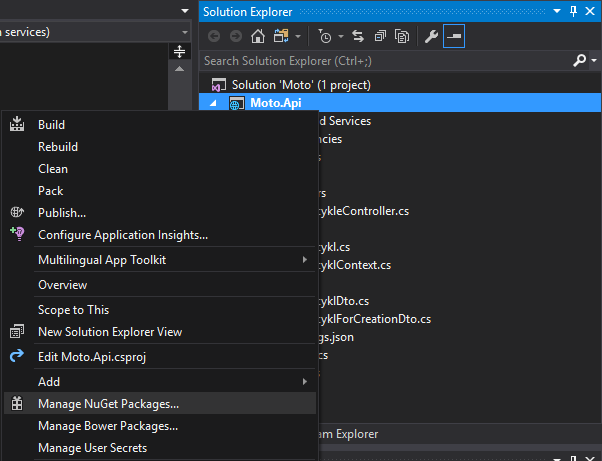 Solution Explorer
n services)
Search Solution Explorer (Ctrl+;)
Solution 'Moto' (1 project)
Moto.Api
d Services
ncies
s
rs
cykleController.cs
cykl.cs
cyklContext.cs
cyklDto.cs
cyklForCreationDto.cs
gs.json
cs
s
am Explorer
Build
Rebuild
Clean
Pack
Publish...
Configure Application Insights...
Multilingual App Toolkit
Overview
Scope to This
New Solution Explorer View
Edit Moto.Api.csproj
Add
Manage NuGet Packages...
Manage Bower Packages...
Manage User Secrets